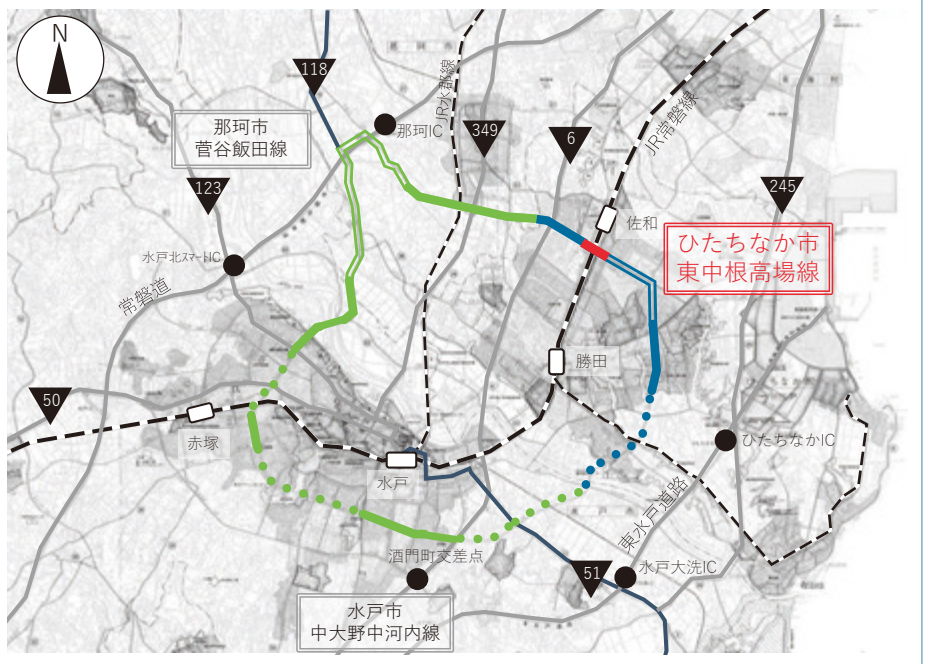 N
118
那珂市
菅谷飯田線
那珂IC
JR水郡線
349
6
JR常磐線
245
123
佐和
ひたちなか市
東中根高場線
水戸北スマートIC
常磐道
勝田
50
赤塚
ひたちなかIC
水戸
東水戸道路
酒門町交差点
水戸大洗IC
51
水戸市
中大野中河内線